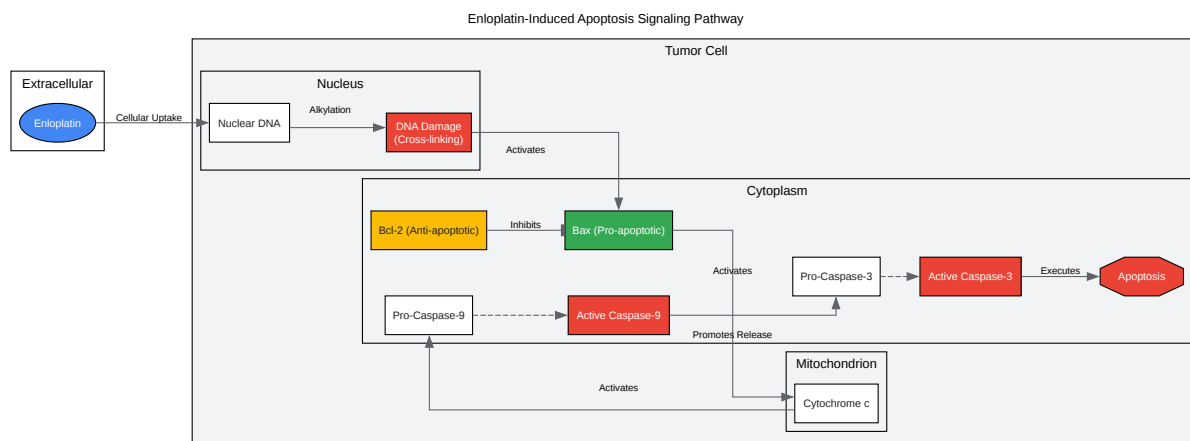 Enloplatin-Induced Apoptosis Signaling Pathway
Tumor Cell
Extracellular
Enloplatin
Cellular Uptake
Nucleus
Nuclear DNA
Alkylation
DNA Damage
(Cross-linking)
Activates
Cytoplasm
Bcl-2 (Anti-apoptotic)
Inhibits
Bax (Pro-apoptotic)
Activates
Pro-Caspase-3
Active Caspase-3
Executes
Apoptosis
Pro-Caspase-9
Active Caspase-9
Promotes Release
Mitochondrion
Activates
Cytochrome c